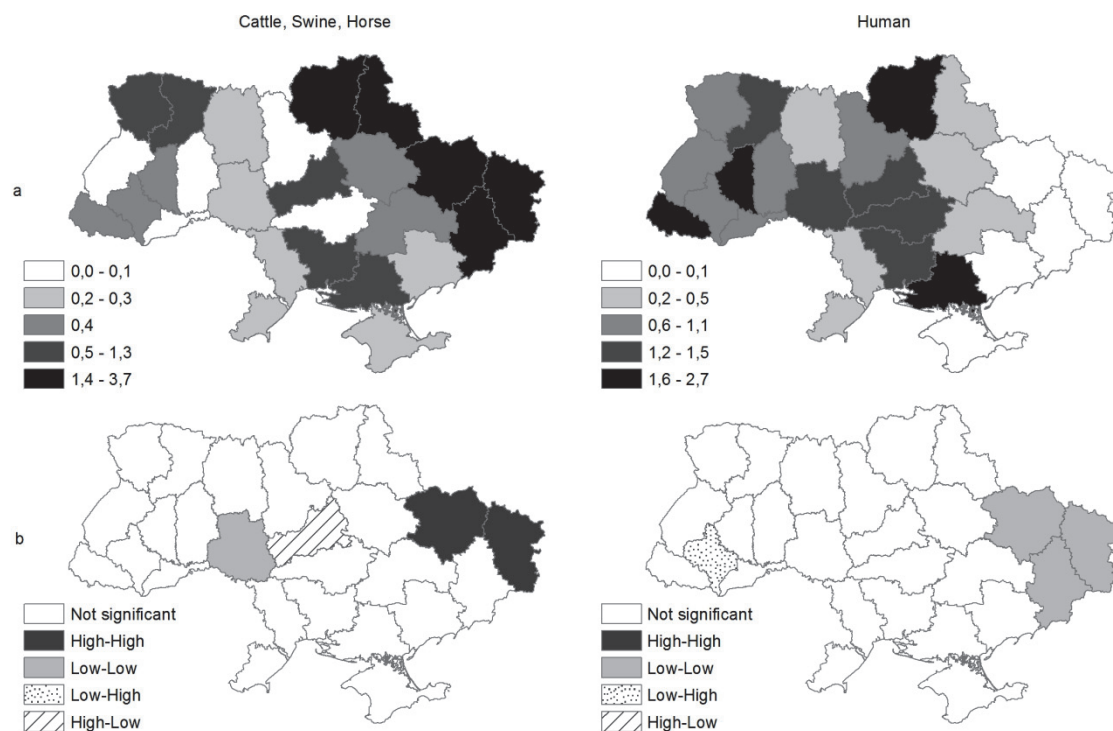 Cattle, Swine, Horse
Human
a
0,0 - 0,1
0,2 - 0,3
0,4
0,5 - 1,3
1,4 - 3,7
0,0 - 0,1
0,2 - 0,5
0,6 - 1,1
1,2 - 1,5
1,6 - 2,7
b
Not significant
High-High
Low-Low
Low-High
High-Low
Not significant
High-High
Low-Low
Low-High
High-Low